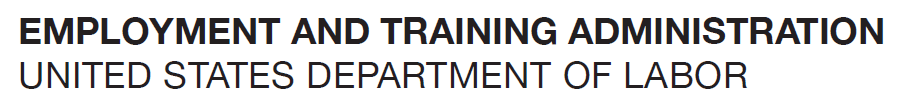 EMPLOYMENT AND TRAINING ADMINISTRATION
UNITED STATES DEPARTMENT OF LABOR